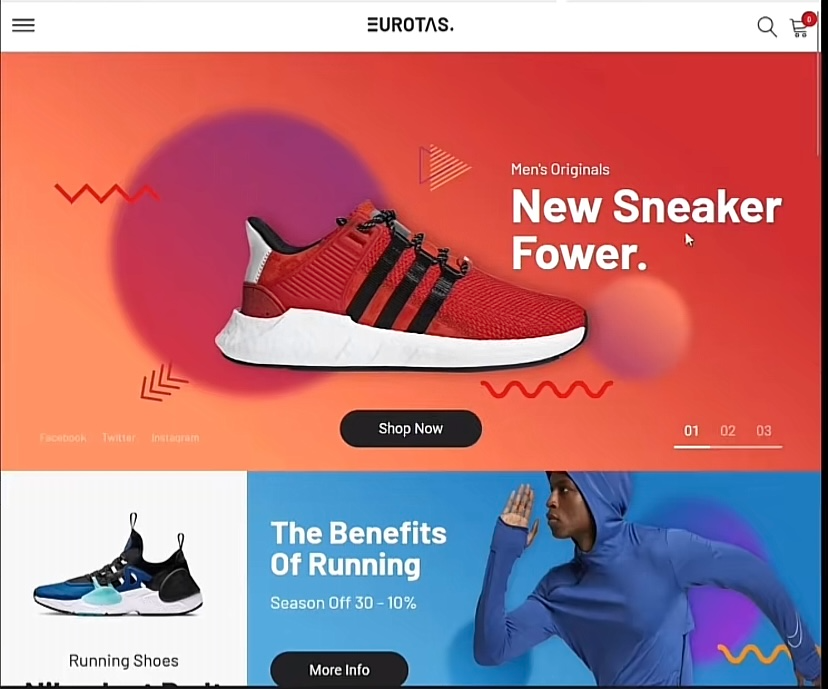 EUROTAS.
0
Men's Originals
New Sneaker
Fower.
Shop Now
Facebook Twitter Instagram
01 02 03
The Benefits
Of Running
Season Off 30 - 10%
More Info
Running Shoes